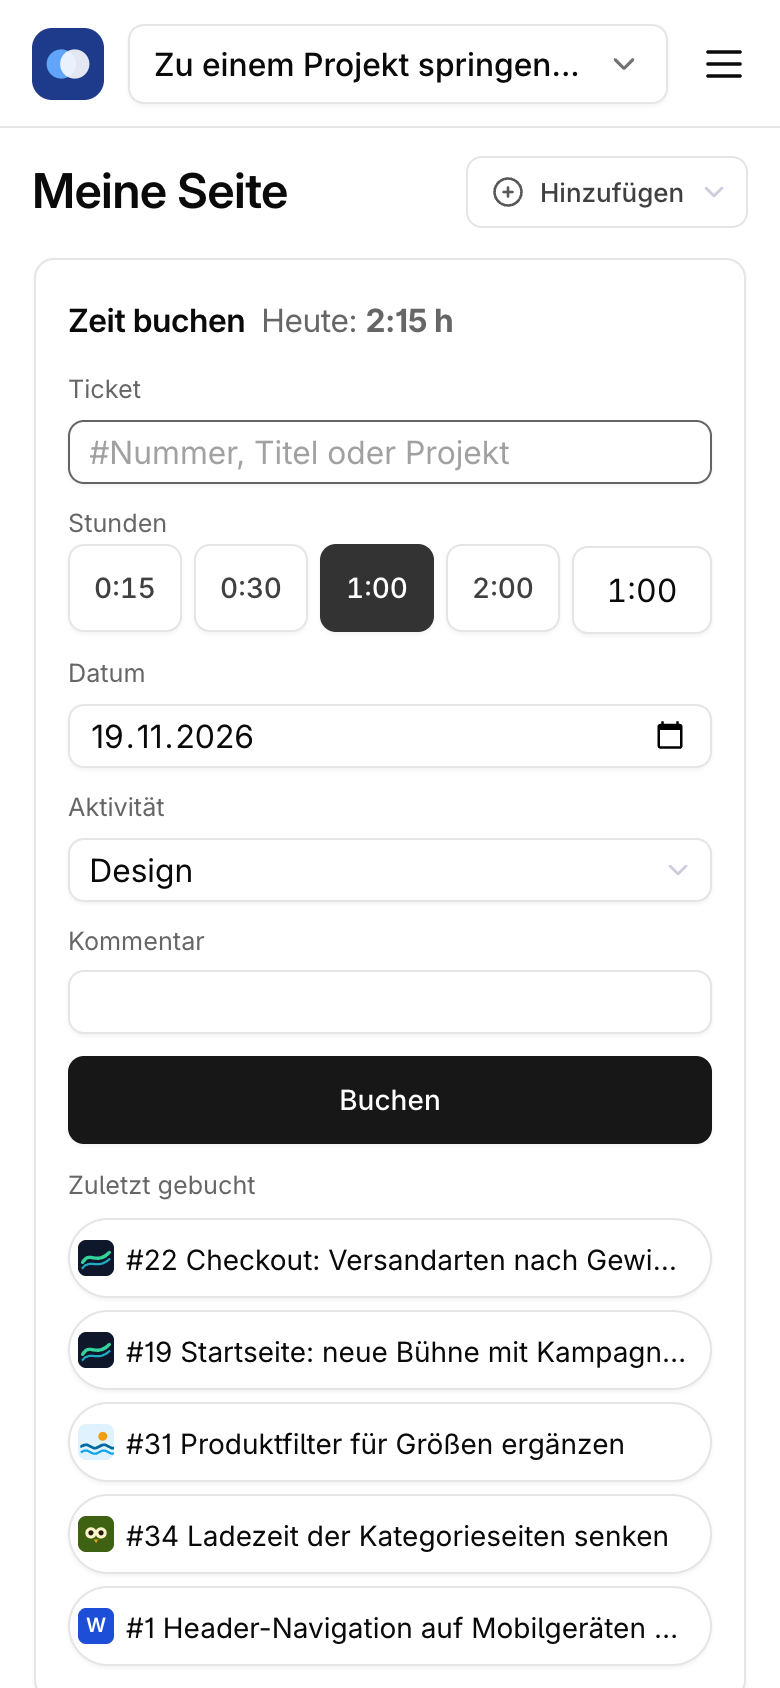 Zu einem Projekt springen...
Meine Seite
Hinzufügen
Zeit buchen Heute: 2:15 h
Ticket
#Nummer, Titel oder Projekt
Stunden
0:15 0:30 1:00 2:00 1:00
Datum
19.11.2026
Aktivität
Design
Kommentar
Buchen
Zuletzt gebucht
#22 Checkout: Versandarten nach Gewi...
#19 Startseite: neue Bühne mit Kampagn...
#31 Produktfilter für Größen ergänzen
#34 Ladezeit der Kategorieseiten senken
W #1 Header-Navigation auf Mobilgeräten ...